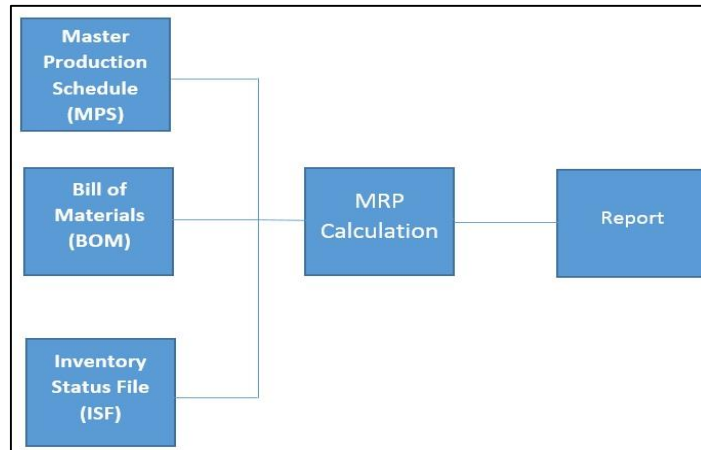 Master
Production
Schedule
(MPS)
Bill of
Materials
(BOM)
Inventory
Status File
(ISF)
MRP
Calculation
Report